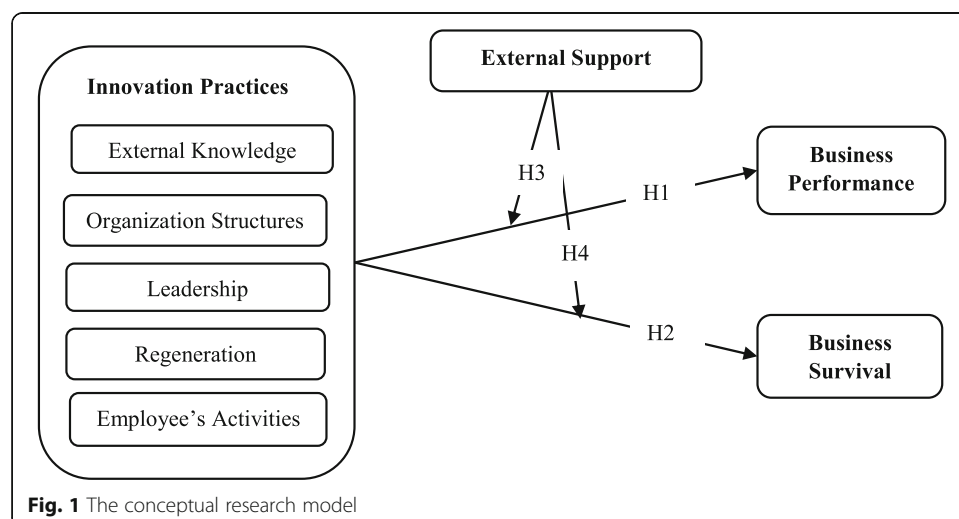 Innovation Practices
External Knowledge
Organization Structures
Leadership
Regeneration
Employee’s Activities
External Support
H3
H1
H4
H2
Business
Performance
Business
Survival
Fig. 1 The conceptual research model